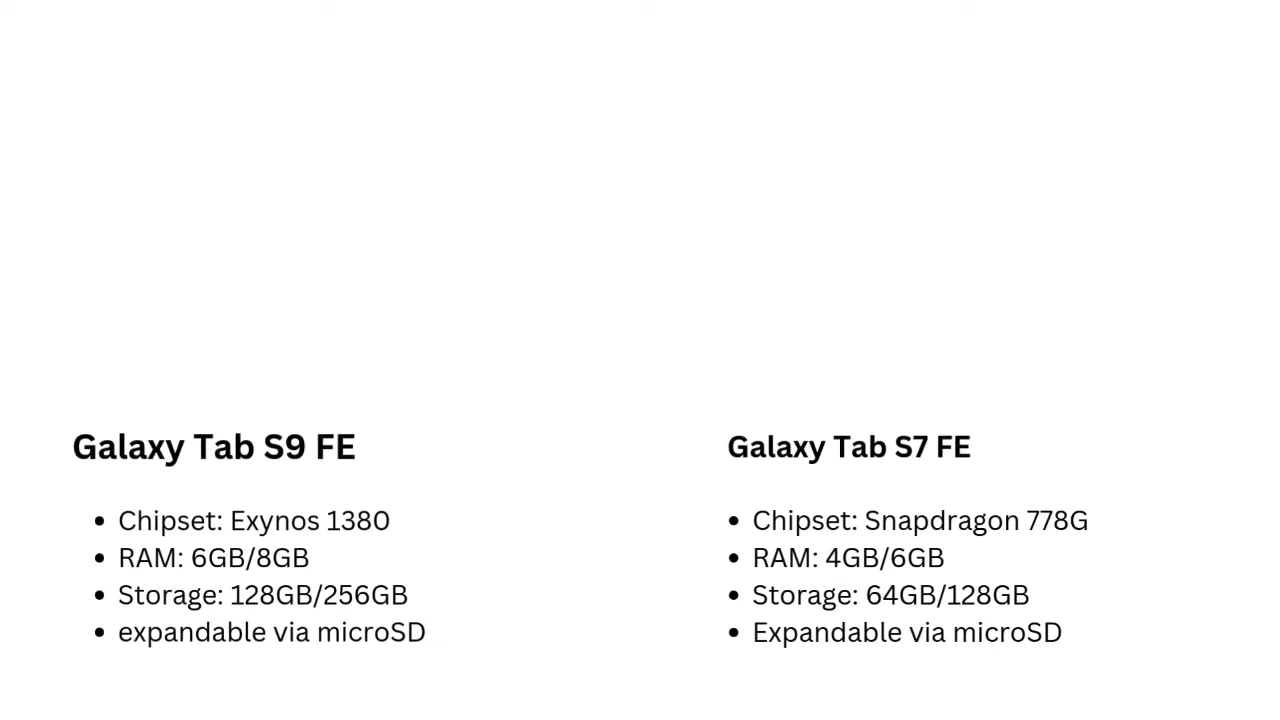 Galaxy Tab S9 FE
• Chipset: Exynos 1380
• RAM: 6GB/8GB
• Storage: 128GB/256GB
• expandable via microSD
Galaxy Tab S7 FE
• Chipset: Snapdragon 778G
• RAM: 4GB/6GB
• Storage: 64GB/128GB
• Expandable via microSD